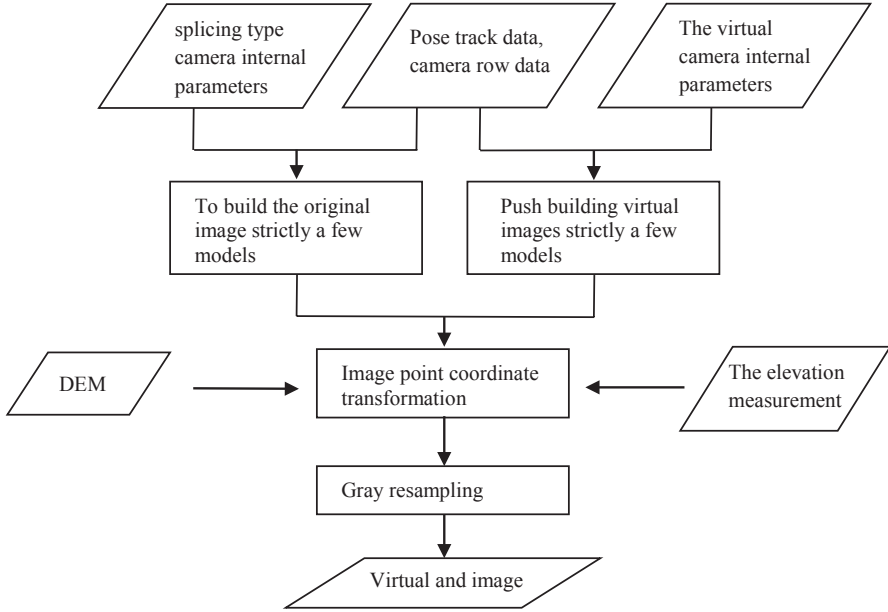 splicing type
camera internal
parameters
Pose track data,
camera row data
The virtual
camera internal
parameters
To build the original
image strictly a few
models
Push building virtual
images strictly a few
models
DEM
Image point coordinate
transformation
The elevation
measurement
Gray resampling
Virtual and image